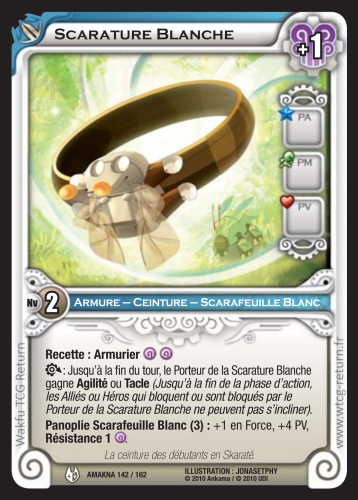 Scarature Blanche
+1
PA
PM
PV
Nv 2
Armure – Ceinture – Scarafeuille Blanc
Recette : Armurier
: Jusqu'à la fin du tour, le Porteur de la Scarature Blanche
gagne Agilité ou Tacle (Jusqu'à la fin de la phase d'action,
les Alliés ou Héros qui bloquent ou sont bloqués par le
Porteur de la Scarature Blanche ne peuvent pas s'incliner).
Panoplie Scarafeuille Blanc (3) : +1 en Force, +4 PV,
Résistance 1 .
La ceinture des débutants en Skaraté.
AMAKNA 142 / 162
ILLUSTRATION : JONASETPHY
© 2010 Ankama / © 2010 UDI
Wakfu TCG Return
www.wtcg-return.fr